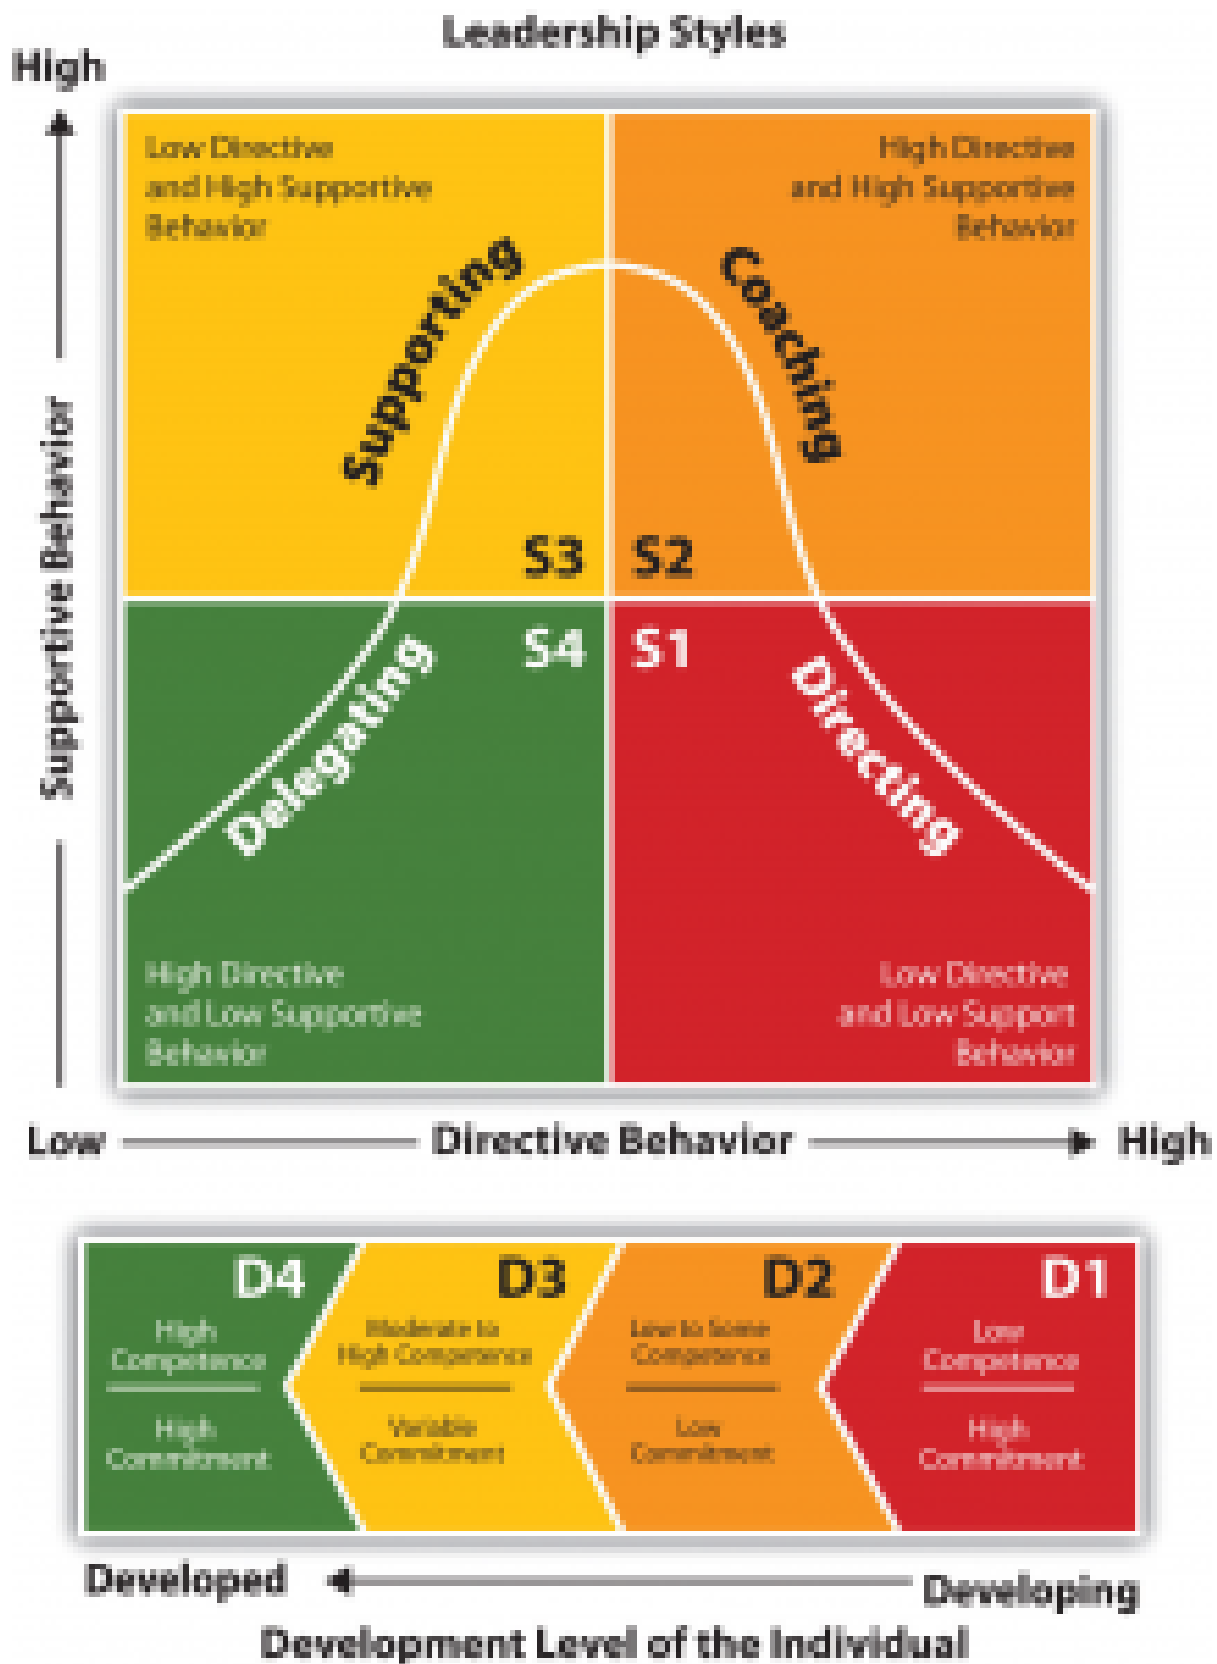 Leadership Styles
High
Low Directive
and High Supportive
Behavior
High Directive
and High Supportive
Behavior
Supporting
Coaching
S3
S2
Supportive Behavior
S4
S1
Delegating
Directing
High Directive
and Low Supportive
Behavior
Low Directive
and Low Support
Behavior
Low
Directive Behavior
High
D4
High
Competence
High
Commitment
D3
Moderate to
High Competence
Variable
Commitment
D2
Low to Some
Competence
Low
Commitment
D1
Low
Competence
High
Commitment
Developed
Developing
Development Level of the Individual